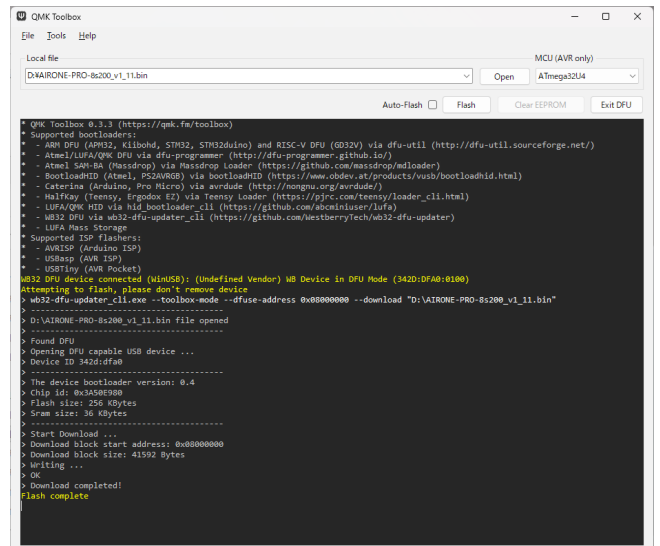 QMK Toolbox
File Tools Help
Local file
MCU (AVR only)
D:¥AIRONE-PRO-8s200_v1_11.bin
Open
ATmega32U4
Auto-Flash
Flash
Clear EEPROM
Exit DFU
* QMK Toolbox 0.3.3 (https://qmk.fm/toolbox)
* Supported bootloaders:
*  - ARM DFU (APM32, Kiibohd, STM32, STM32duino) and RISC-V DFU (GD32V) via dfu-util (http://dfu-util.sourceforge.net/)
*  - Atmel/LUFA/QMK DFU via dfu-programmer (http://dfu-programmer.github.io/)
*  - Atmel SAM-BA (Massdrop) via Massdrop Loader (https://github.com/massdrop/mdloader)
*  - BootloadHID (Atmel, PS2AVRGB) via bootloadHID (https://www.obdev.at/products/vusb/bootloadhid.html)
*  - Caterina (Arduino, Pro Micro) via avrdude (http://nongnu.org/avrdude/)
*  - HalfKay (Teensy, Ergodox EZ) via Teensy Loader (https://pjrc.com/teensy/loader_cli.html)
*  - LUFA/QMK HID via hid_bootloader_cli (https://github.com/abcminiuser/lufa)
*  - WB32 DFU via wb32-dfu-updater_cli (https://github.com/WestberryTech/wb32-dfu-updater)
*  - LUFA Mass Storage
* Supported ISP flashers:
*  - AVRISP (Arduino ISP)
*  - USBasp (AVR ISP)
*  - USBTiny (AVR Pocket)
WB32 DFU device connected (WinUSB): (Undefined Vendor) WB Device in DFU Mode (342D:DFA0:0100)
Attempting to flash, please don't remove device
> wb32-dfu-updater_cli.exe --toolbox-mode --dfuse-address 0x08000000 --download "D:\AIRONE-PRO-8s200_v1_11.bin"
> ---------------------------------------
> D:\AIRONE-PRO-8s200_v1_11.bin file opened
> ---------------------------------------
> Found DFU
> Opening DFU capable USB device ...
> Device ID 342d:dfa0
> ---------------------------------------
> The device bootloader version: 0.4
> Chip id: 0x3A50E980
> Flash size: 256 KBytes
> Sram size: 36 KBytes
> ---------------------------------------
> Start Download ...
> Download block start address: 0x08000000
> Download block size: 41592 Bytes
> Writing ...
> OK
> Download completed!
Flash complete